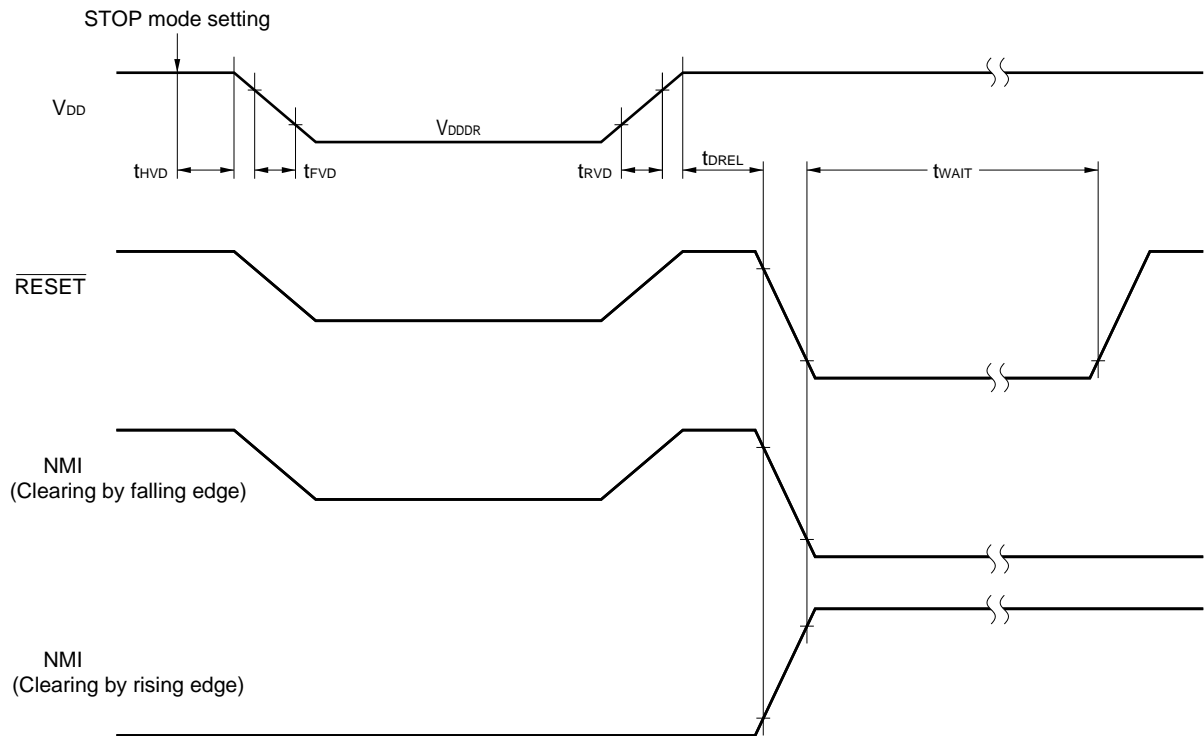 STOP mode setting
VDD
VDDDR
tHVD
tFVD
tRVD
tDREL
tWAIT
RESET
NMI
(Clearing by falling edge)
NMI
(Clearing by rising edge)